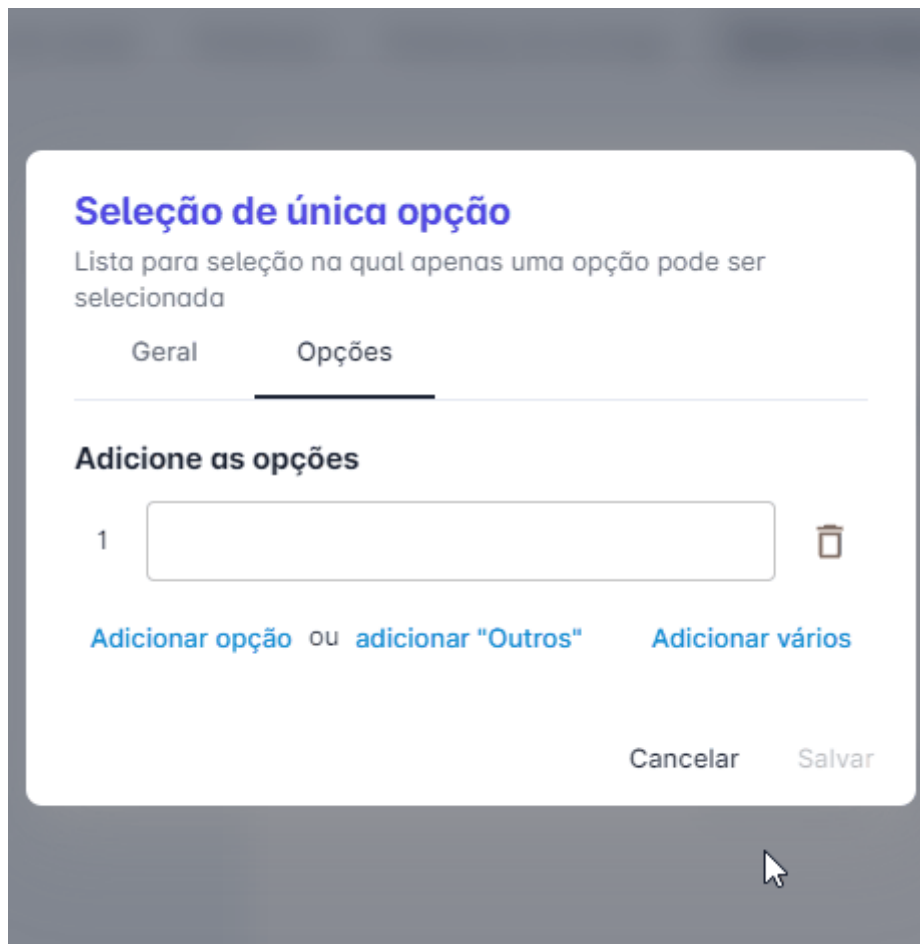 Seleção de única opção
Lista para seleção na qual apenas uma opção pode ser
selecionada
Geral Opções
Adicione as opções
1
Adicionar opção ou adicionar "Outros" Adicionar vários
Cancelar Salvar